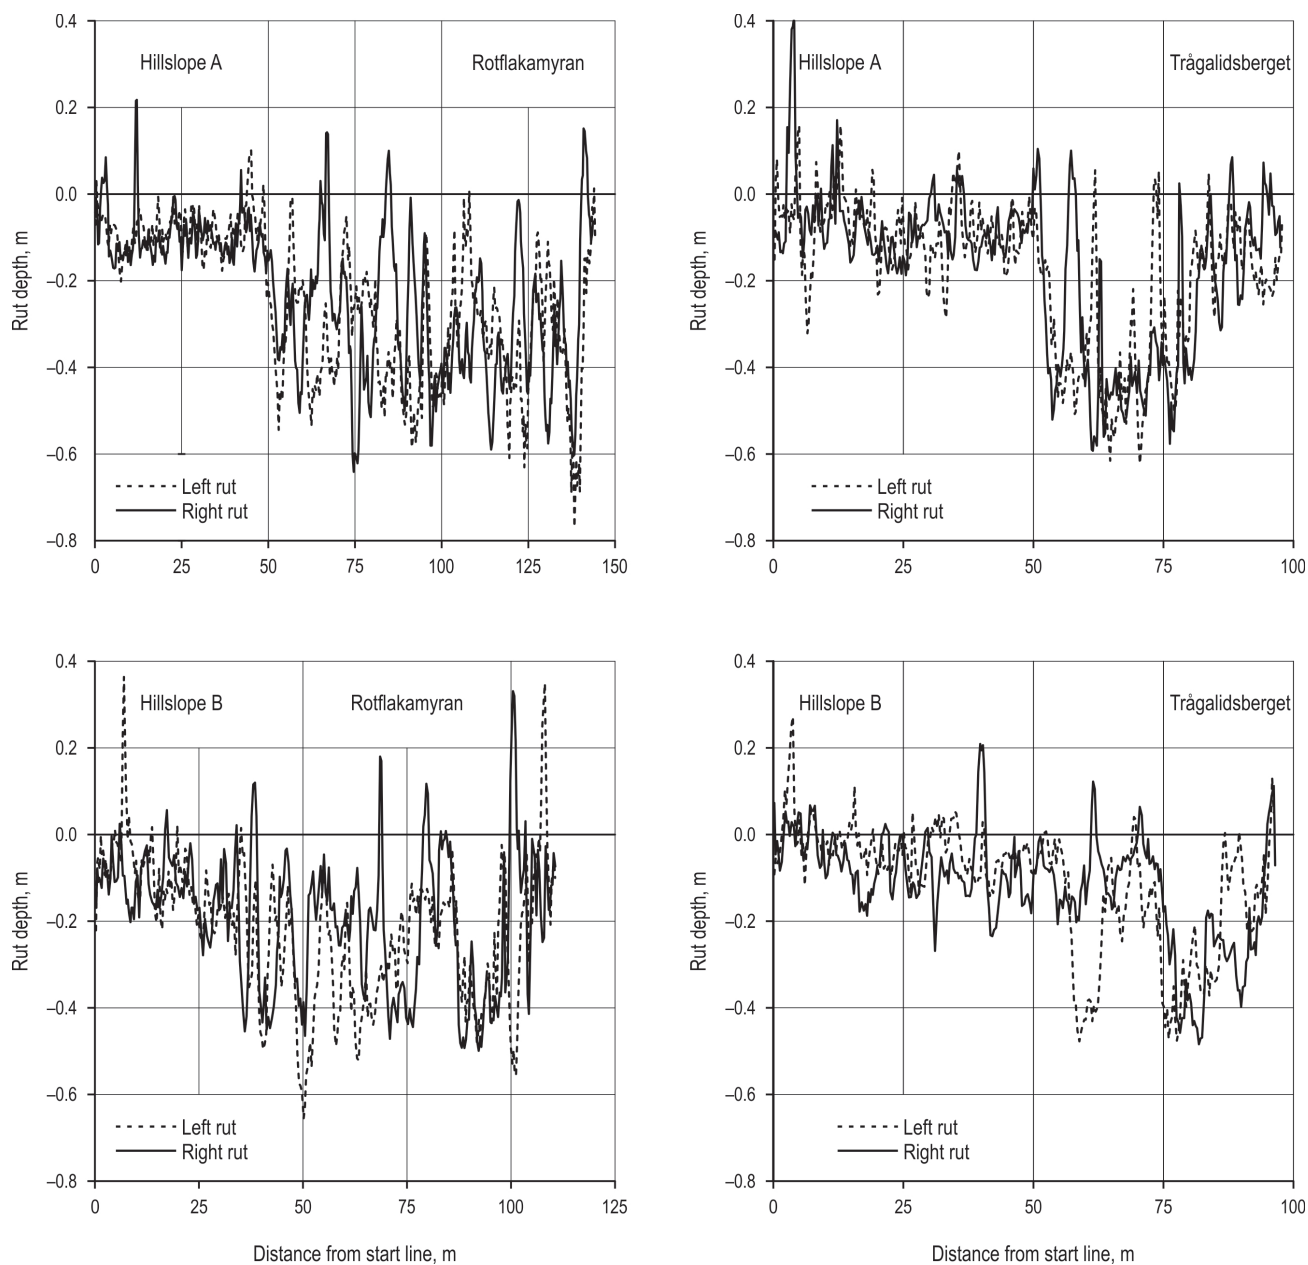 Hillslope A
Rotflakamyran
0.4
0.2
0.0
–0.2
–0.4
–0.6
–0.8
Rut depth, m
Left rut
Right rut
0 25 50 75 100 125 150
Hillslope A
Trågalidsberget
0.4
0.2
0.0
–0.2
–0.4
–0.6
–0.8
Rut depth, m
Left rut
Right rut
0 25 50 75 100
Hillslope B
Rotflakamyran
0.4
0.2
0.0
–0.2
–0.4
–0.6
–0.8
Rut depth, m
Left rut
Right rut
0 25 50 75 100 125
Distance from start line, m
Hillslope B
Trågalidsberget
0.4
0.2
0.0
–0.2
–0.4
–0.6
–0.8
Rut depth, m
Left rut
Right rut
0 25 50 75 100
Distance from start line, m